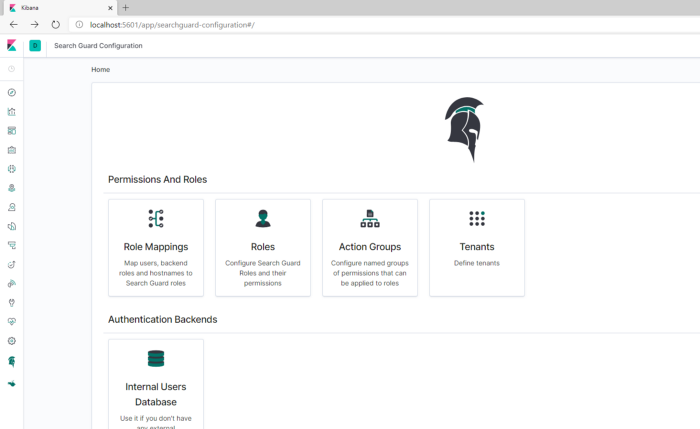 Kibana
localhost:5601/app/searchguard-configuration#/
D
Search Guard Configuration
Home
Permissions And Roles
Role Mappings
Map users, backend
roles and hostnames to
Search Guard roles
Roles
Configure Search Guard
Roles and their
permissions
Action Groups
Configure named groups
of permissions that can
be applied to roles
Tenants
Define tenants
Authentication Backends
Internal Users
Database
Use it if you don't have
any external